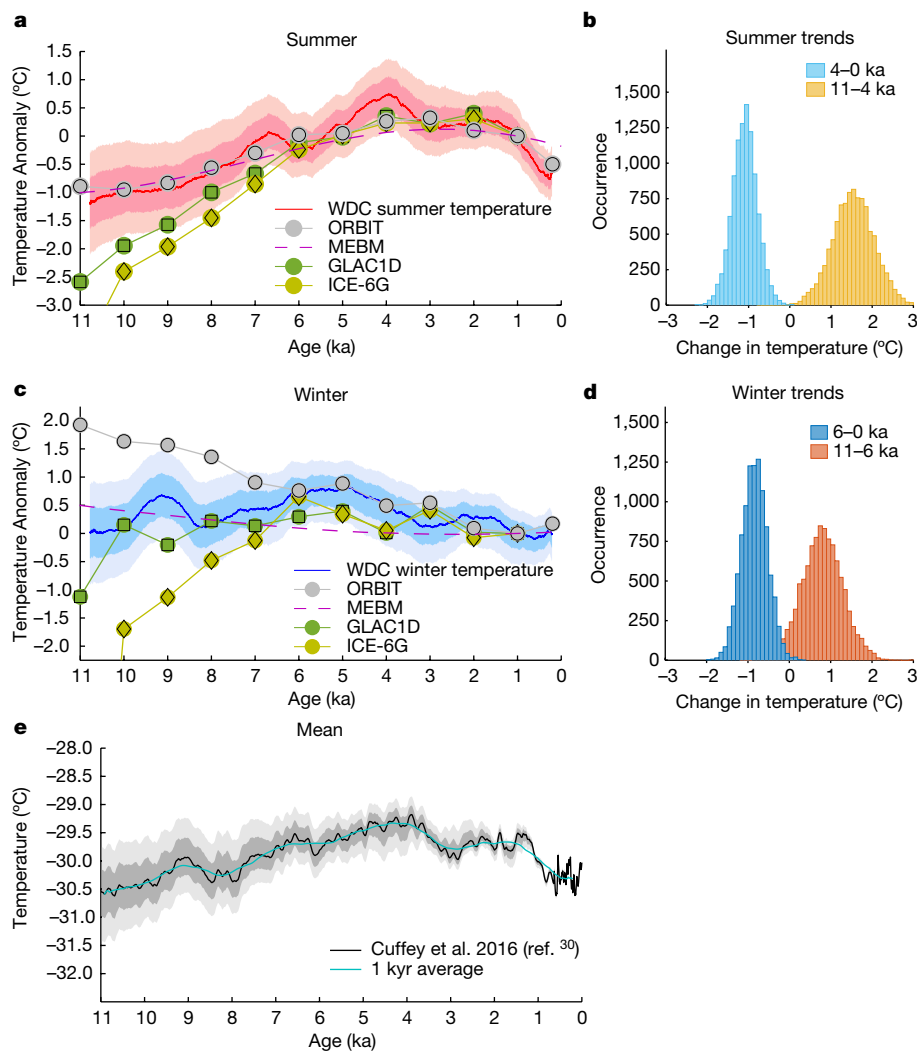 a
Summer
Temperature Anomaly (°C)
1.5
1.0
0.5
0
−0.5
−1.0
−1.5
−2.0
−2.5
−3.0
WDC summer temperature
ORBIT
MEBM
GLAC1D
ICE-6G
11 10 9 8 7 6 5 4 3 2 1 0
Age (ka)
b
Summer trends
4–0 ka
11–4 ka
Occurrence
1,500
1,250
1,000
750
500
250
0
−3 −2 −1 0 1 2 3
Change in temperature (°C)
c
Winter
Temperature Anomaly (°C)
2.0
1.5
1.0
0.5
0
−0.5
−1.0
−1.5
−2.0
WDC winter temperature
ORBIT
MEBM
GLAC1D
ICE-6G
11 10 9 8 7 6 5 4 3 2 1 0
Age (ka)
d
Winter trends
6–0 ka
11–6 ka
Occurrence
1,500
1,250
1,000
750
500
250
0
−3 −2 −1 0 1 2 3
Change in temperature (°C)
e
Mean
Temperature (°C)
−28.0
−29.0
−29.5
−30.0
−30.5
−31.0
−31.5
−32.0
Cuffey et al. 2016 (ref. 30)
1 kyr average
11 10 9 8 7 6 5 4 3 2 1 0
Age (ka)